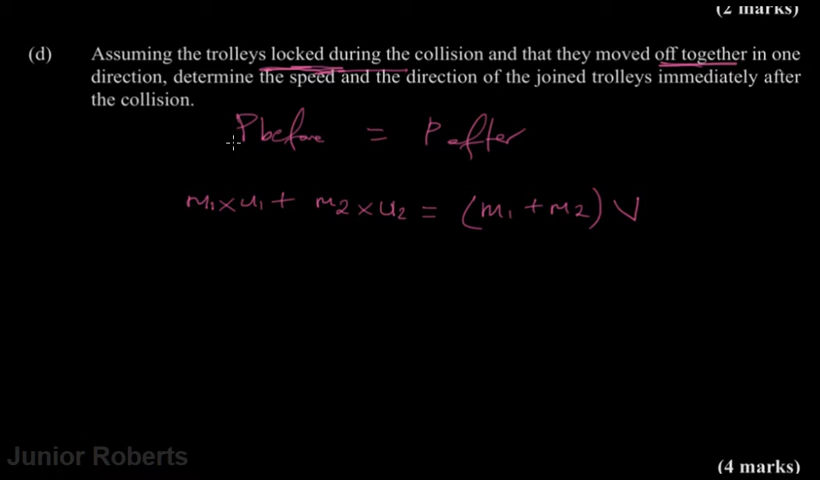 (2 marks)
(d) Assuming the trolleys locked during the collision and that they moved off together in one
direction, determine the speed and the direction of the joined trolleys immediately after
the collision.
P before = P after
m₁ × u₁ + m₂ × u₂ = (m₁ + m₂) V
Junior Roberts
(4 marks)